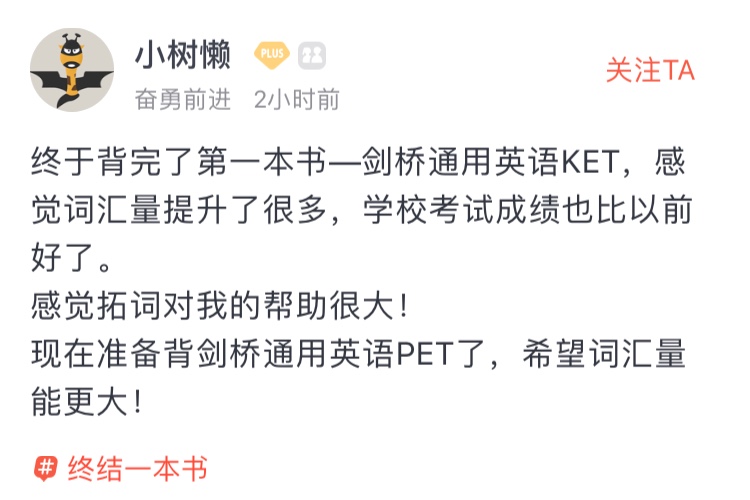 小树懒 PLUS
关注TA
奋勇前进 2小时前
终于背完了第一本书—剑桥通用英语KET，感
觉词汇量提升了很多，学校考试成绩也比以前
好了。
感觉拓词对我的帮助很大！
现在准备背剑桥通用英语PET了，希望词汇量
能更大！
# 终结一本书